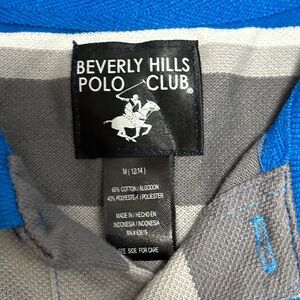 BEVERLY HILLS
POLO CLUB®
M (12/14)
60% COTTON / ALGODON
40% POLYESTER / POLIESTER
MADE IN / HECHO EN
INDONESIA / INDONESIA
SEE SIDE FOR CARE